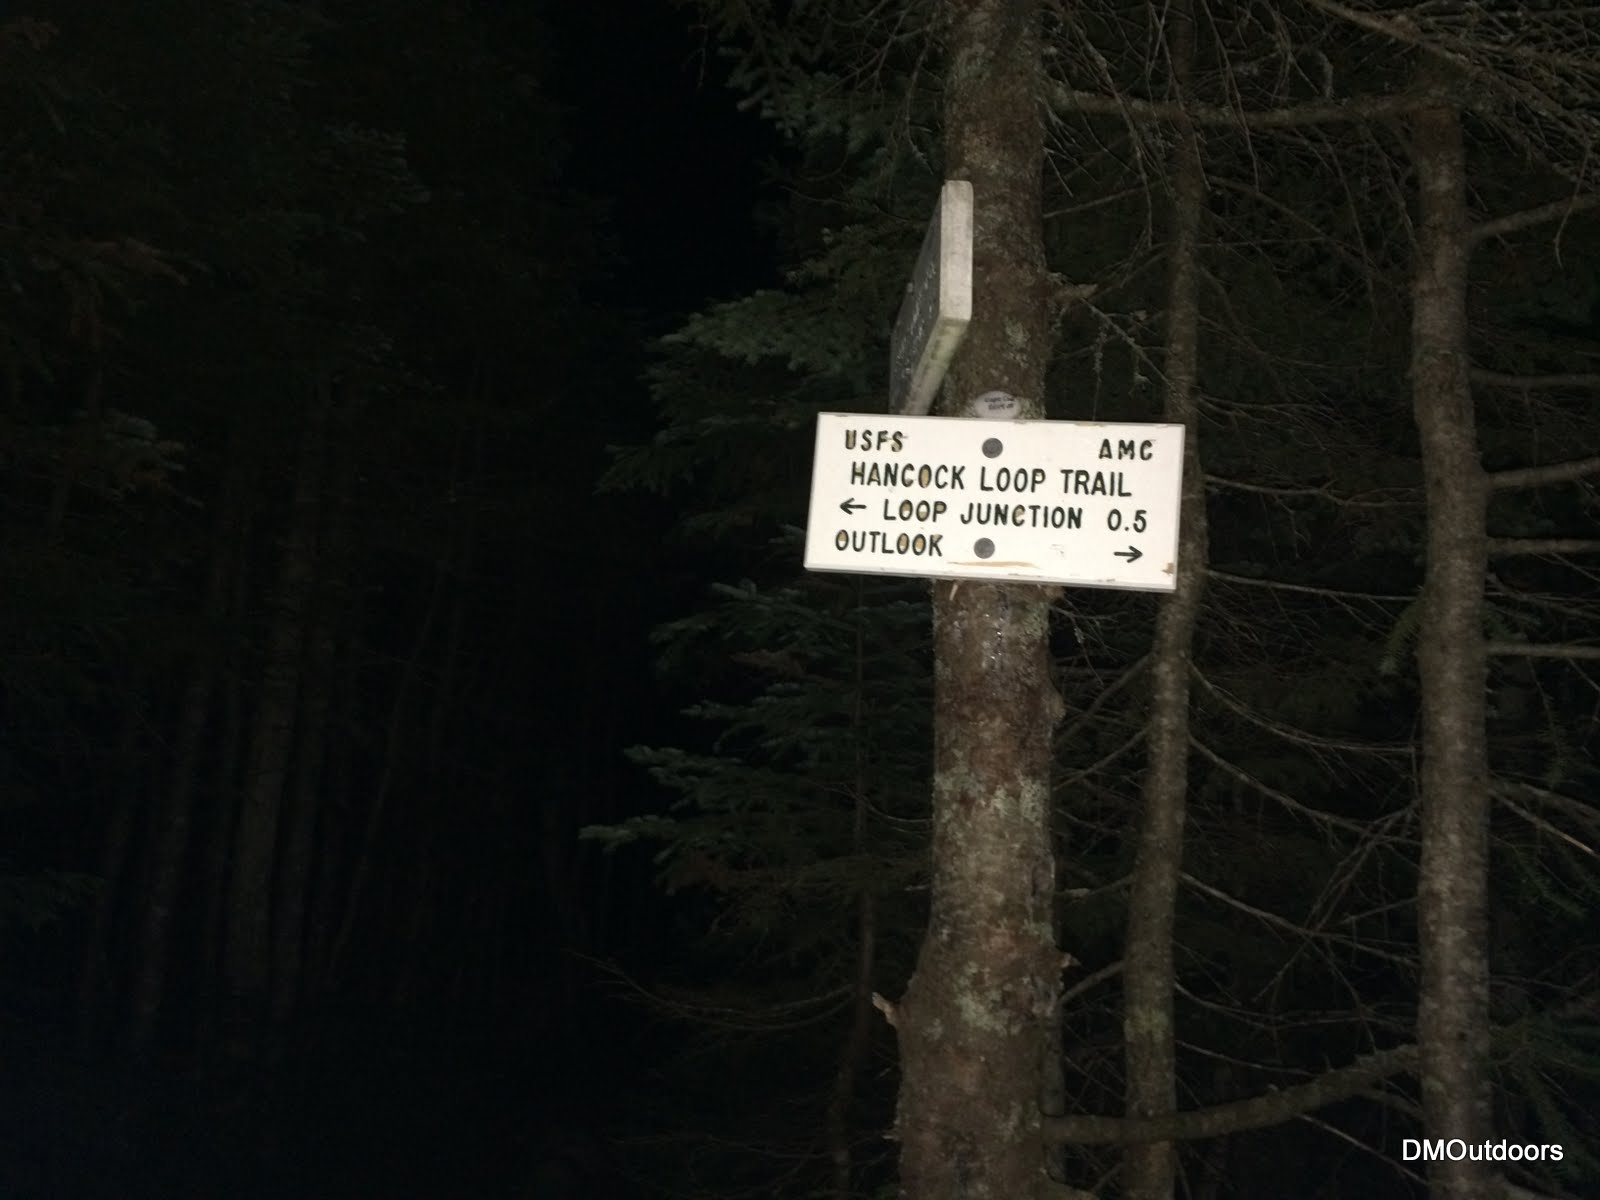 USFS AMC
HANCOCK LOOP TRAIL
← LOOP JUNCTION 0.5
OUTLOOK →
DMOutdoors